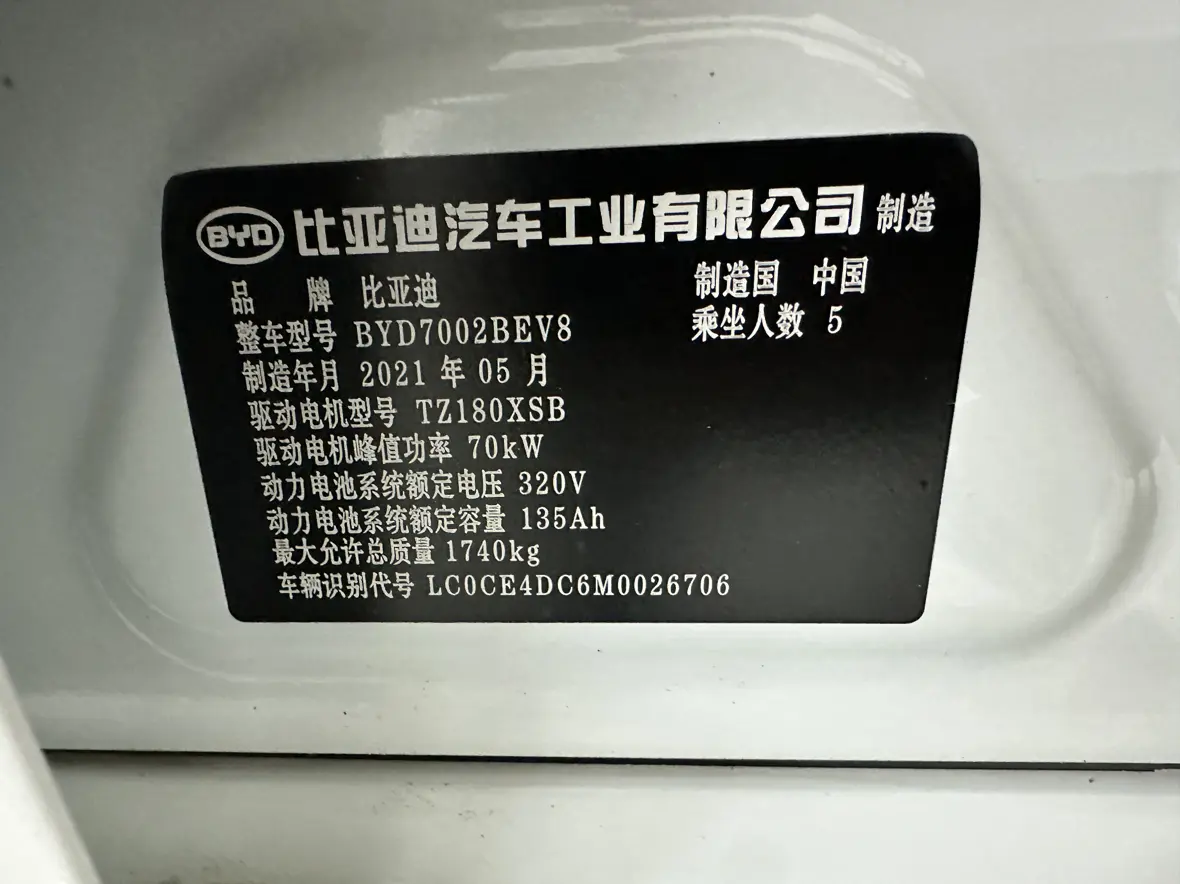 BYD 比亚迪汽车工业有限公司 制造
品 牌 比亚迪 制造国 中国
整车型号 BYD7002BEV8 乘坐人数 5
制造年月 2021 年 05 月
驱动电机型号 TZ180XSB
驱动电机峰值功率 70kW
动力电池系统额定电压 320V
动力电池系统额定容量 135Ah
最大允许总质量 1740kg
车辆识别代号 LC0CE4DC6M0026706